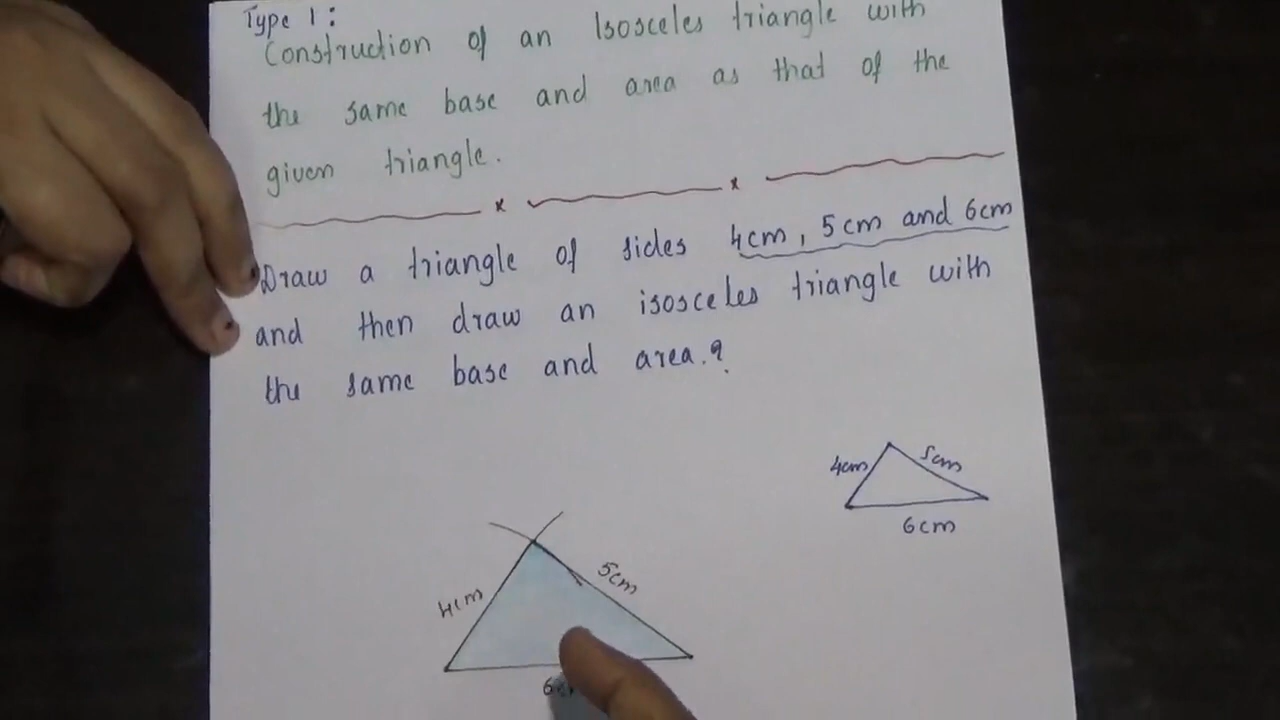 Type 1:
Construction of an Isosceles triangle with
the same base and area as that of the
given triangle.
Draw a triangle of sides 4cm, 5cm and 6cm
and then draw an isosceles triangle with
the same base and area.?
4cm
5cm
6cm
4cm
5cm